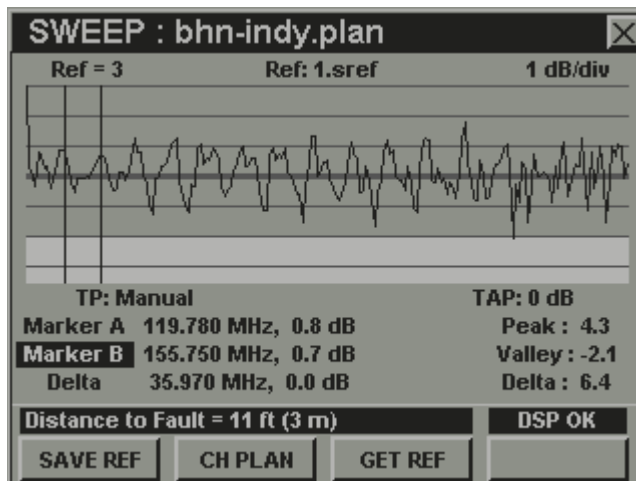 SWEEP : bhn-indy.plan
Ref = 3 Ref: 1.sref 1 dB/div
TP: Manual TAP: 0 dB
Marker A 119.780 MHz, 0.8 dB Peak : 4.3
Marker B 155.750 MHz, 0.7 dB Valley : -2.1
Delta 35.970 MHz, 0.0 dB Delta : 6.4
Distance to Fault = 11 ft (3 m) DSP OK
SAVE REF CH PLAN GET REF